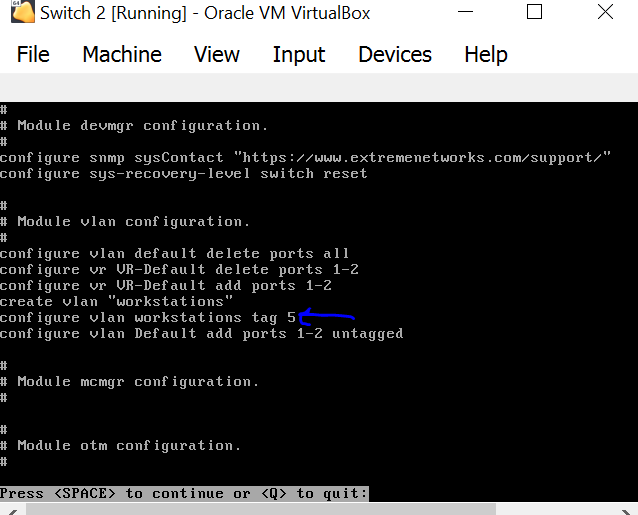 Switch 2 [Running] - Oracle VM VirtualBox
File Machine View Input Devices Help
#
# Module devmgr configuration.
#
configure snmp sysContact "https://www.extremenetworks.com/support/"
configure sys-recovery-level switch reset
#
# Module vlan configuration.
#
configure vlan default delete ports all
configure vr VR-Default delete ports 1-2
configure vr VR-Default add ports 1-2
create vlan "workstations"
configure vlan workstations tag 5
configure vlan Default add ports 1-2 untagged
#
# Module mcmgr configuration.
#
#
# Module otm configuration.
#
Press <SPACE> to continue or <Q> to quit: